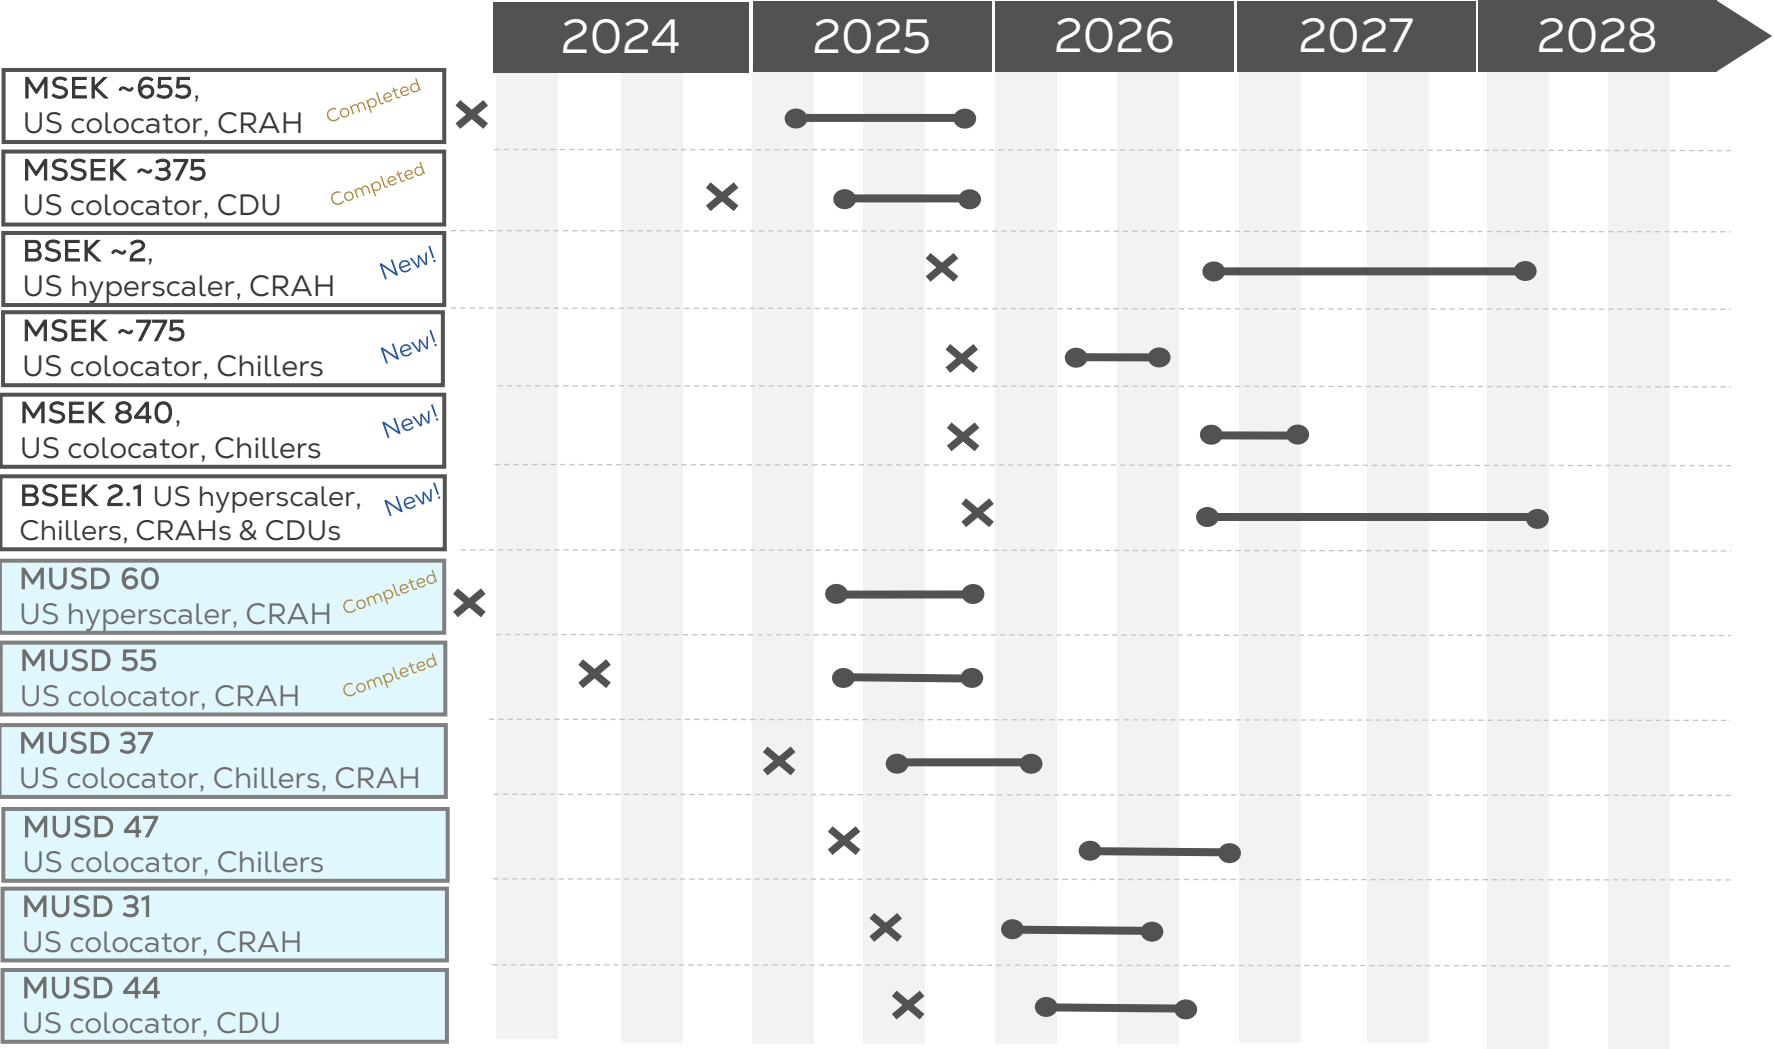 2024 2025 2026 2027 2028
MSEK ~655,
US colocator, CRAH
Completed
MSSEK ~375
US colocator, CDU
Completed
BSEK ~2,
US hyperscaler, CRAH
New!
MSEK ~775
US colocator, Chillers
New!
MSEK 840,
US colocator, Chillers
New!
BSEK 2.1 US hyperscaler,
Chillers, CRAHs & CDUs
New!
MUSD 60
US hyperscaler, CRAH
Completed
MUSD 55
US colocator, CRAH
Completed
MUSD 37
US colocator, Chillers, CRAH
MUSD 47
US colocator, Chillers
MUSD 31
US colocator, CRAH
MUSD 44
US colocator, CDU